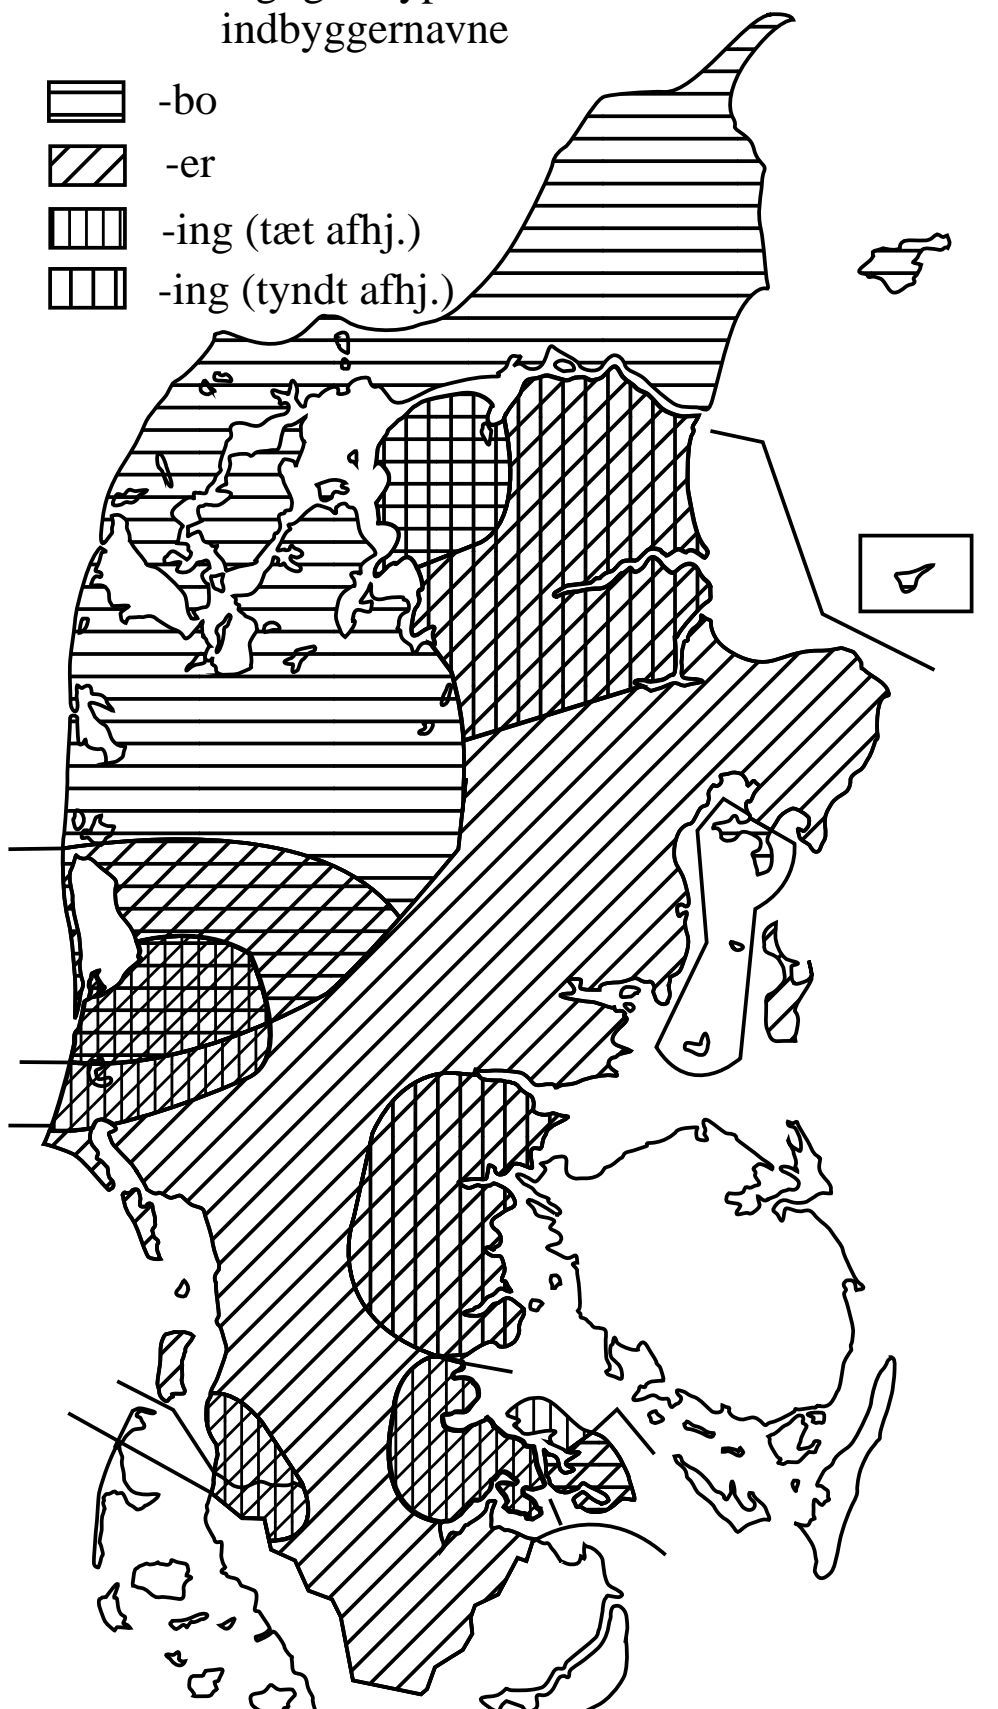 indbyggernavne
-bo
-er
-ing (tæt afhj.)
-ing (tyndt afhj.)